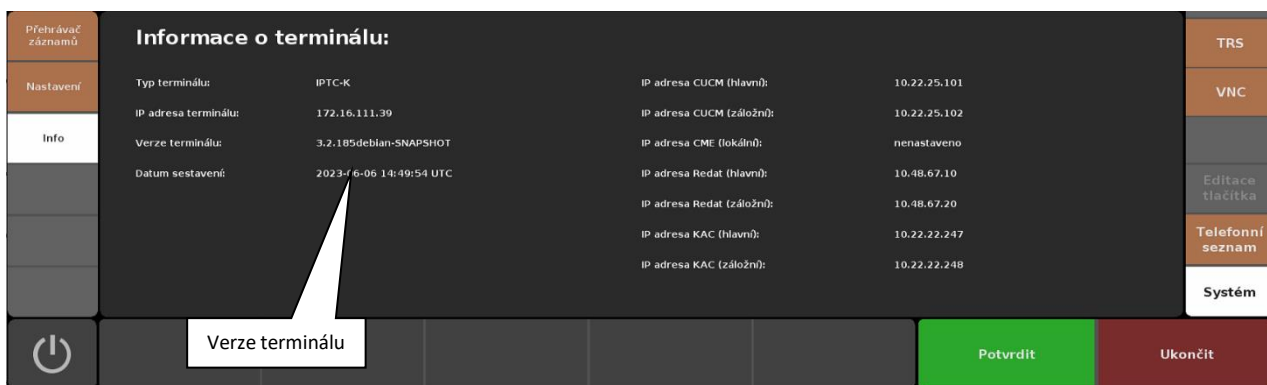 Přehrávač
záznamů
Nastavení
Info
Informace o terminálu:
Typ terminálu: IPTC-K
IP adresa terminálu: 172.16.111.39
Verze terminálu: 3.2.185debian-SNAPSHOT
Datum sestavení: 2023-06-06 14:49:54 UTC
IP adresa CUCM (hlavní): 10.22.25.101
IP adresa CUCM (záložní): 10.22.25.102
IP adresa CME (lokální): nenastaveno
IP adresa Redat (hlavní): 10.48.67.10
IP adresa Redat (záložní): 10.48.67.20
IP adresa KAC (hlavní): 10.22.22.247
IP adresa KAC (záložní): 10.22.22.248
TRS
VNC
Editace
tlačítka
Telefonní
seznam
Systém
Verze terminálu
Potvrdit
Ukončit